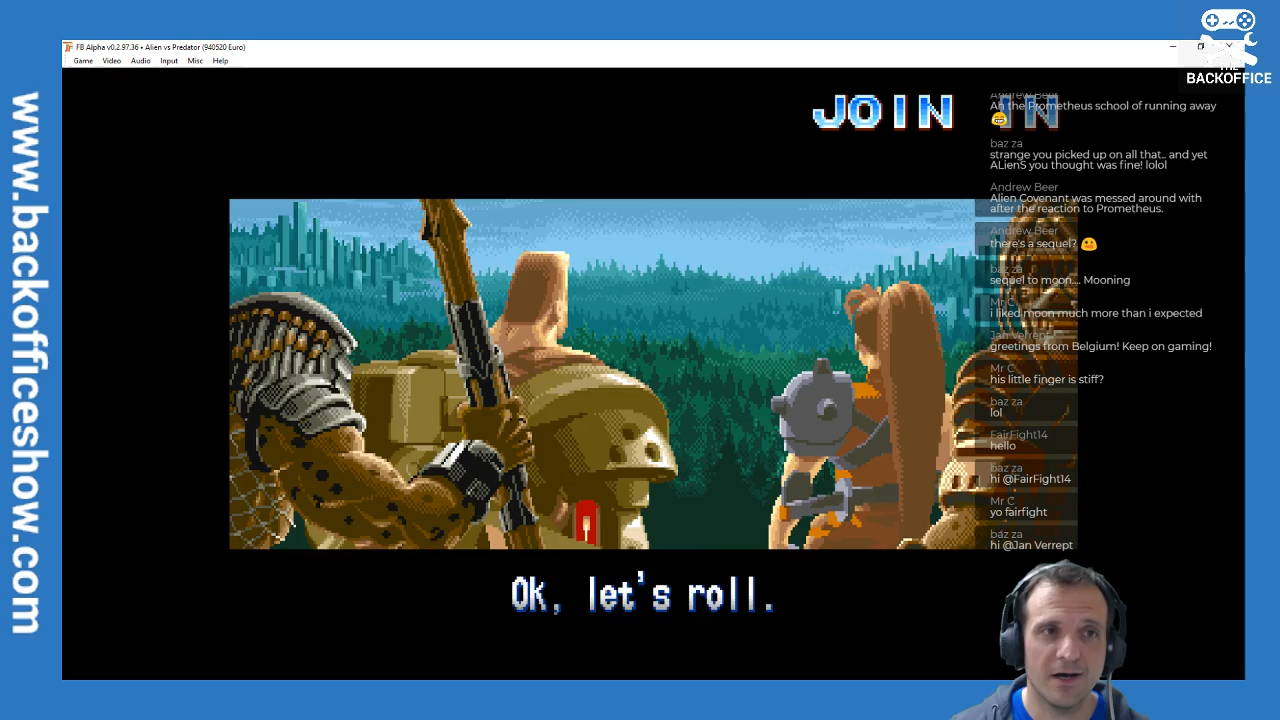 www.backofficeshow.com
FB Alpha v0.2.97.36 • Alien vs Predator (940520 Euro)
Game Video Audio Input Misc Help
THE
BACKOFFICE
JOIN IN
Andrew Beer
Ah the Prometheus school of running away
😁
baz za
strange you picked up on all that.. and yet
ALienS you thought was fine! lolol
Andrew Beer
Alien Covenant was messed around with
after the reaction to Prometheus.
Andrew Beer
there's a sequel? 😮
baz za
sequel to moon.... Mooning
Mr C
i liked moon much more than i expected
Jan Verrept
greetings from Belgium! Keep on gaming!
Mr C
his little finger is stiff?
baz za
lol
FairFight14
hello
baz za
hi @FairFight14
Mr C
yo fairfight
baz za
hi @Jan Verrept
Ok, let's roll.